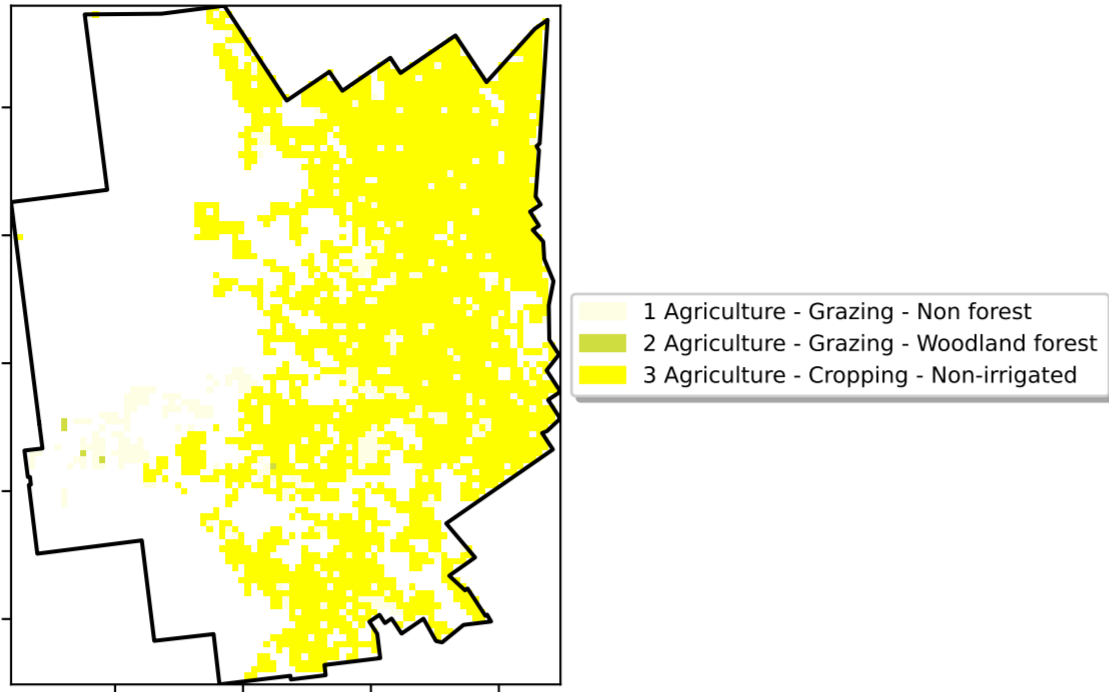 1 Agriculture - Grazing - Non forest
2 Agriculture - Grazing - Woodland forest
3 Agriculture - Cropping - Non-irrigated